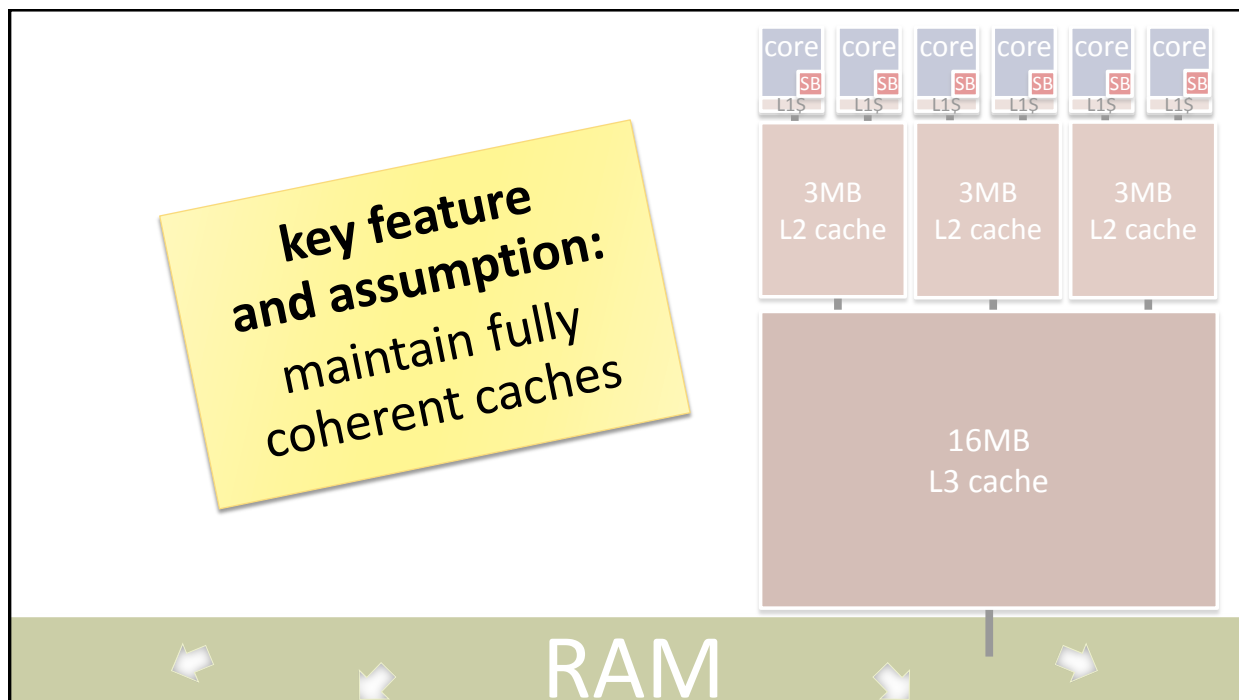 key feature
and assumption:
maintain fully
coherent caches
core core core core core core
SB SB SB SB SB SB
L1$ L1$ L1$ L1$ L1$ L1$
3MB 3MB 3MB
L2 cache L2 cache L2 cache
16MB
L3 cache
RAM